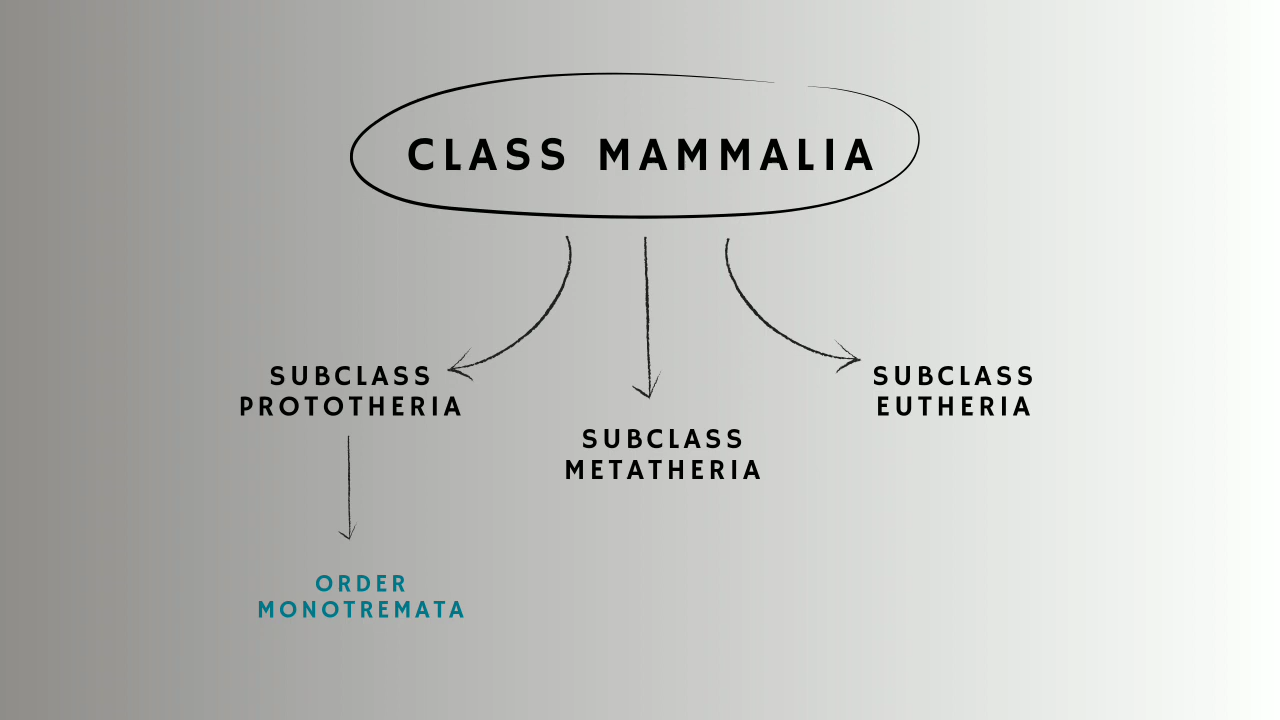 CLASS MAMMALIA
SUBCLASS
PROTOTHERIA
SUBCLASS
METATHERIA
SUBCLASS
EUTHERIA
ORDER
MONOTREMATA